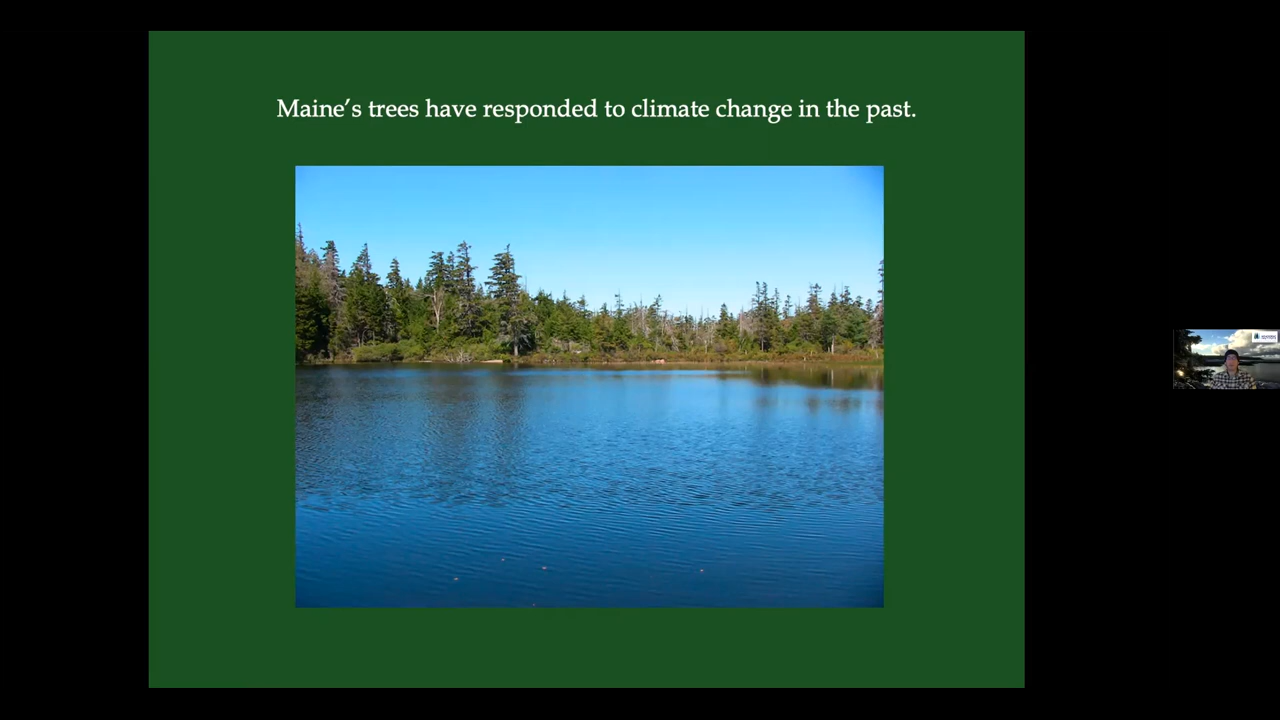 Maine's trees have responded to climate change in the past.